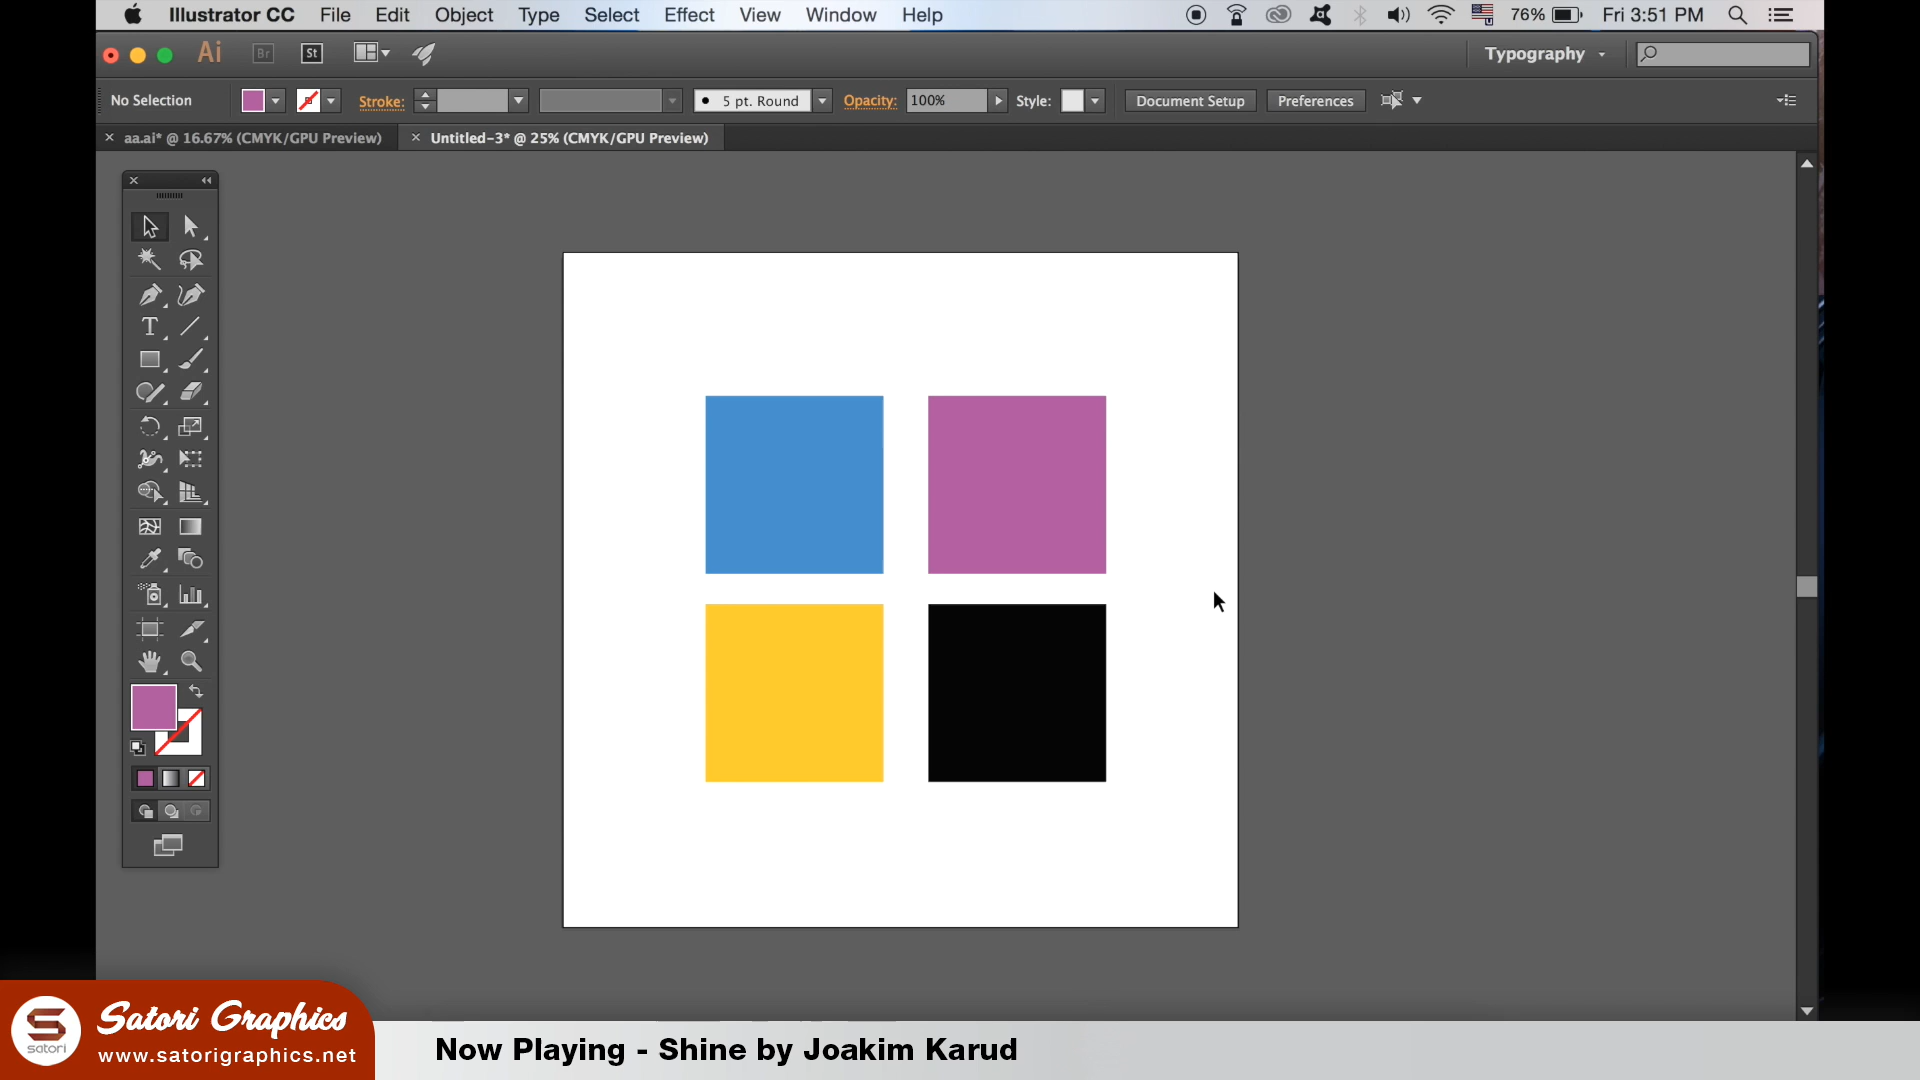 Illustrator CC File Edit Object Type Select Effect View Window Help 76% Fri 3:51 PM
Ai Br St Typography
No Selection Stroke: 5 pt. Round Opacity: 100% Style: Document Setup Preferences
aa.ai* @ 16.67% (CMYK/GPU Preview) Untitled-3* @ 25% (CMYK/GPU Preview)
T
Satori Graphics
satori
www.satorigraphics.net
Now Playing - Shine by Joakim Karud